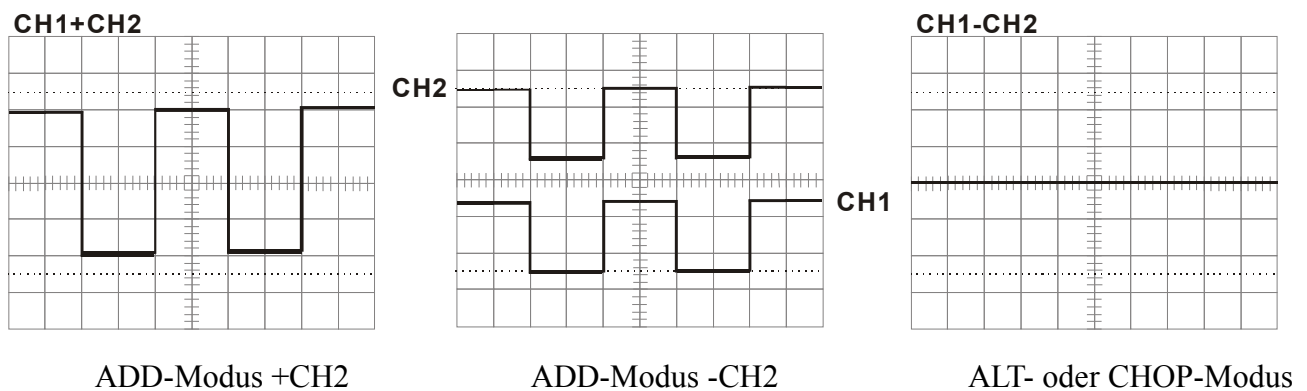 CH1+CH2
CH2
CH1
CH1-CH2
ADD-Modus +CH2
ADD-Modus -CH2
ALT- oder CHOP-Modus